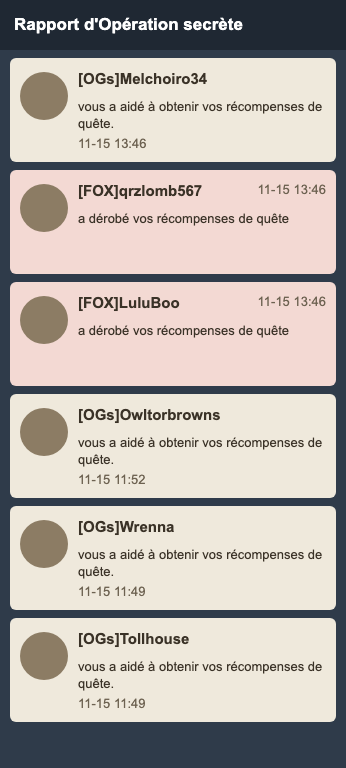 Rapport d'Opération secrète
[OGs]Melchoiro34
vous a aidé à obtenir vos récompenses de
quête.
11-15 13:46
[FOX]qrzlomb567 11-15 13:46
a dérobé vos récompenses de quête
[FOX]LuluBoo 11-15 13:46
a dérobé vos récompenses de quête
[OGs]Owltorbrowns
vous a aidé à obtenir vos récompenses de
quête.
11-15 11:52
[OGs]Wrenna
vous a aidé à obtenir vos récompenses de
quête.
11-15 11:49
[OGs]Tollhouse
vous a aidé à obtenir vos récompenses de
quête.
11-15 11:49